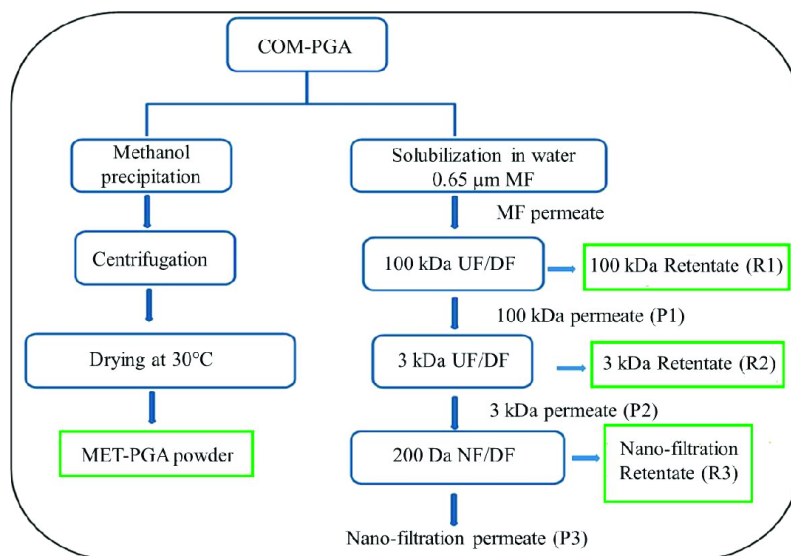 COM-PGA
Methanol
precipitation
Centrifugation
Drying at 30°C
MET-PGA powder
Solubilization in water
0.65 µm MF
MF permeate
100 kDa UF/DF
100 kDa Retentate (R1)
100 kDa permeate (P1)
3 kDa UF/DF
3 kDa Retentate (R2)
3 kDa permeate (P2)
200 Da NF/DF
Nano-filtration
Retentate (R3)
Nano-filtration permeate (P3)